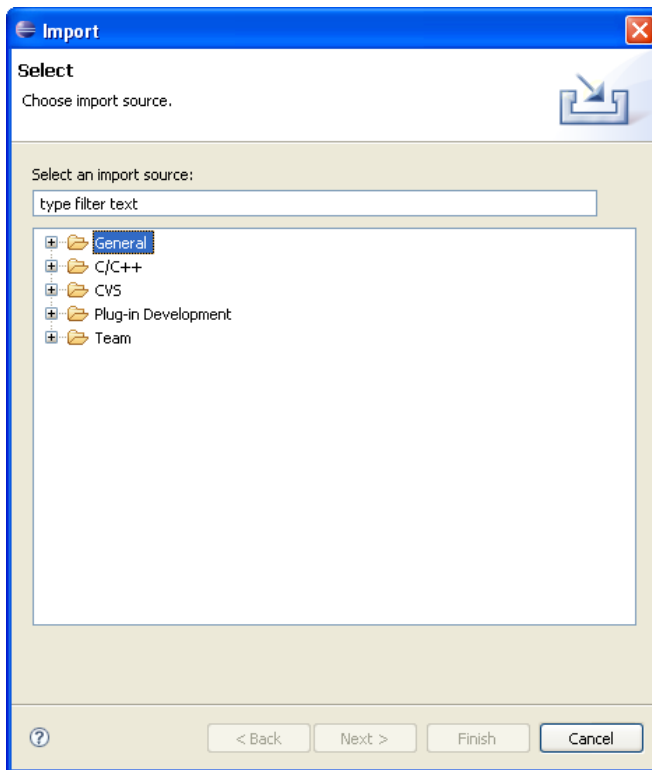 Import
Select
Choose import source.
Select an import source:
type filter text
General
C/C++
CVS
Plug-in Development
Team
? < Back Next > Finish Cancel